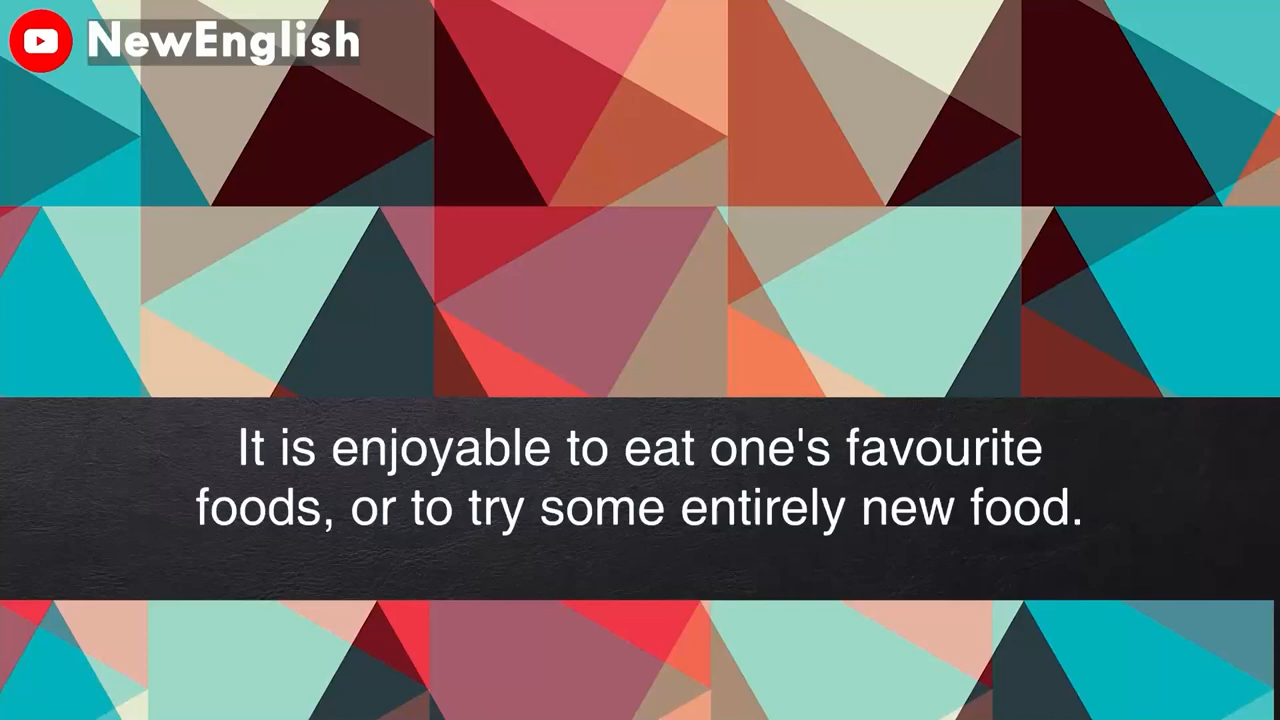 NewEnglish
It is enjoyable to eat one's favourite
foods, or to try some entirely new food.